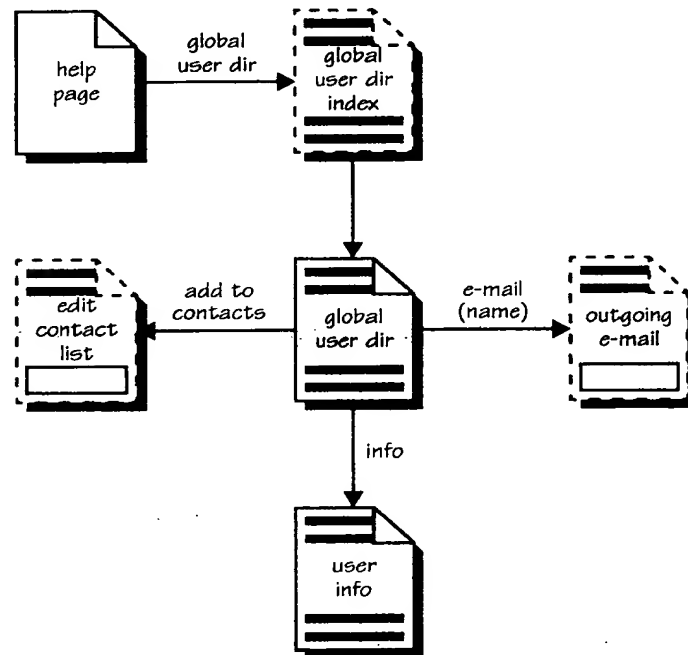 help
page
global
user dir
global
user dir
index
edit
contact
list
add to
contacts
global
user dir
e-mail
(name)
outgoing
e-mail
info
user
info